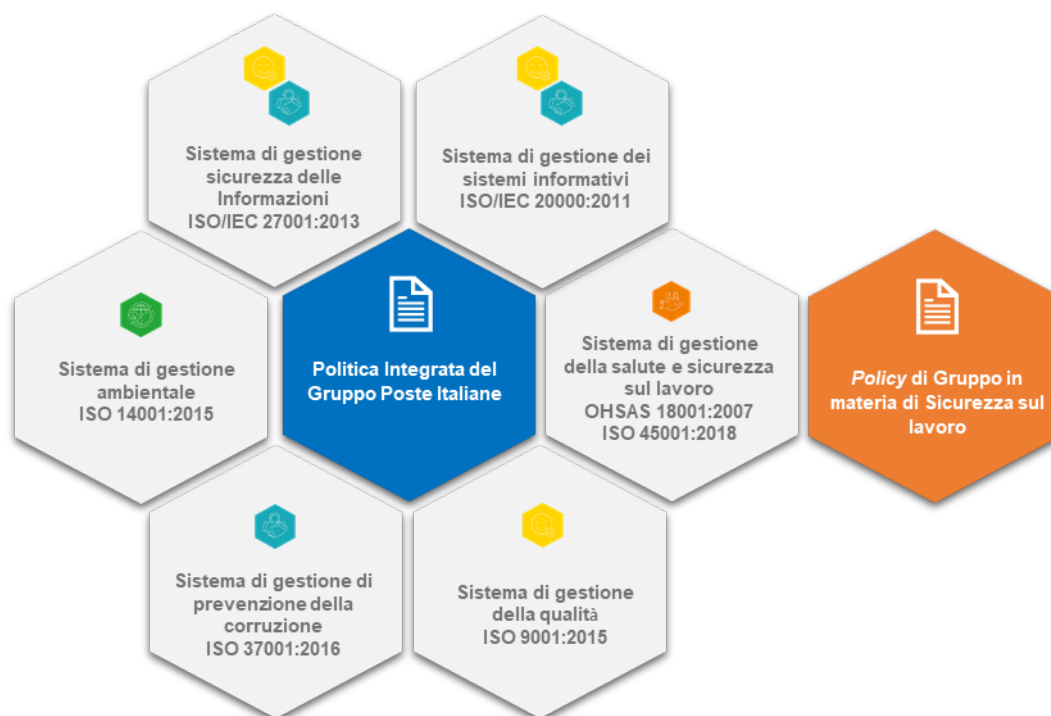 Sistema di gestione
sicurezza delle
Informazioni
ISO/IEC 27001:2013
Sistema di gestione dei
sistemi informativi
ISO/IEC 20000:2011
Sistema di gestione
ambientale
ISO 14001:2015
Politica Integrata del
Gruppo Poste Italiane
Sistema di gestione
della salute e sicurezza
sul lavoro
OHSAS 18001:2007
ISO 45001:2018
Policy di Gruppo in
materia di Sicurezza sul
lavoro
Sistema di gestione di
prevenzione della
corruzione
ISO 37001:2016
Sistema di gestione
della qualità
ISO 9001:2015